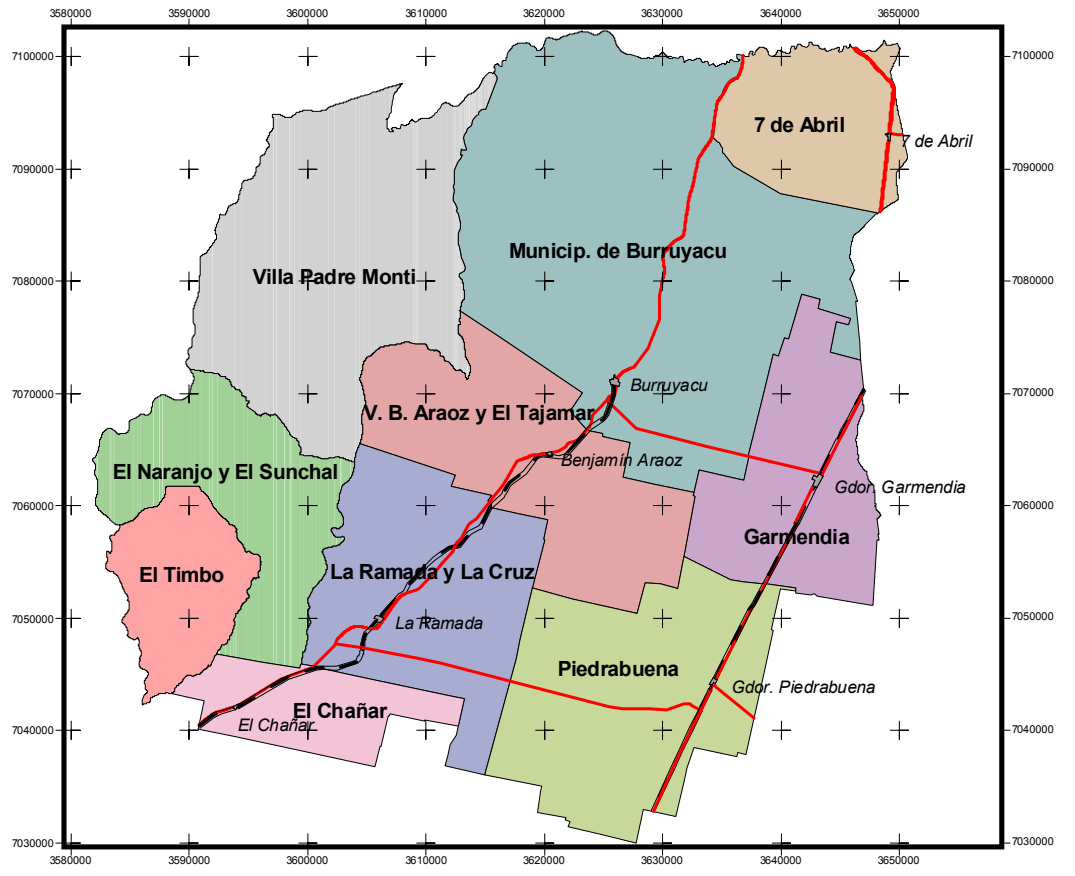 3580000 3590000 3600000 3610000 3620000 3630000 3640000 3650000
7100000 7100000
7 de Abril
7 de Abril
7090000 7090000
Municip. de Burruyacu
Villa Padre Monti
7080000 7080000
Burruyacu
7070000 7070000
V. B. Araoz y El Tajamar
Benjamín Araoz
El Naranjo y El Sunchal
Gdor. Garmendia
7060000 7060000
Garmendia
El Timbo
La Ramada y La Cruz
La Ramada
7050000 7050000
Piedrabuena
Gdor. Piedrabuena
El Chañar
El Chañar
7040000 7040000
7030000 7030000
3580000 3590000 3600000 3610000 3620000 3630000 3640000 3650000